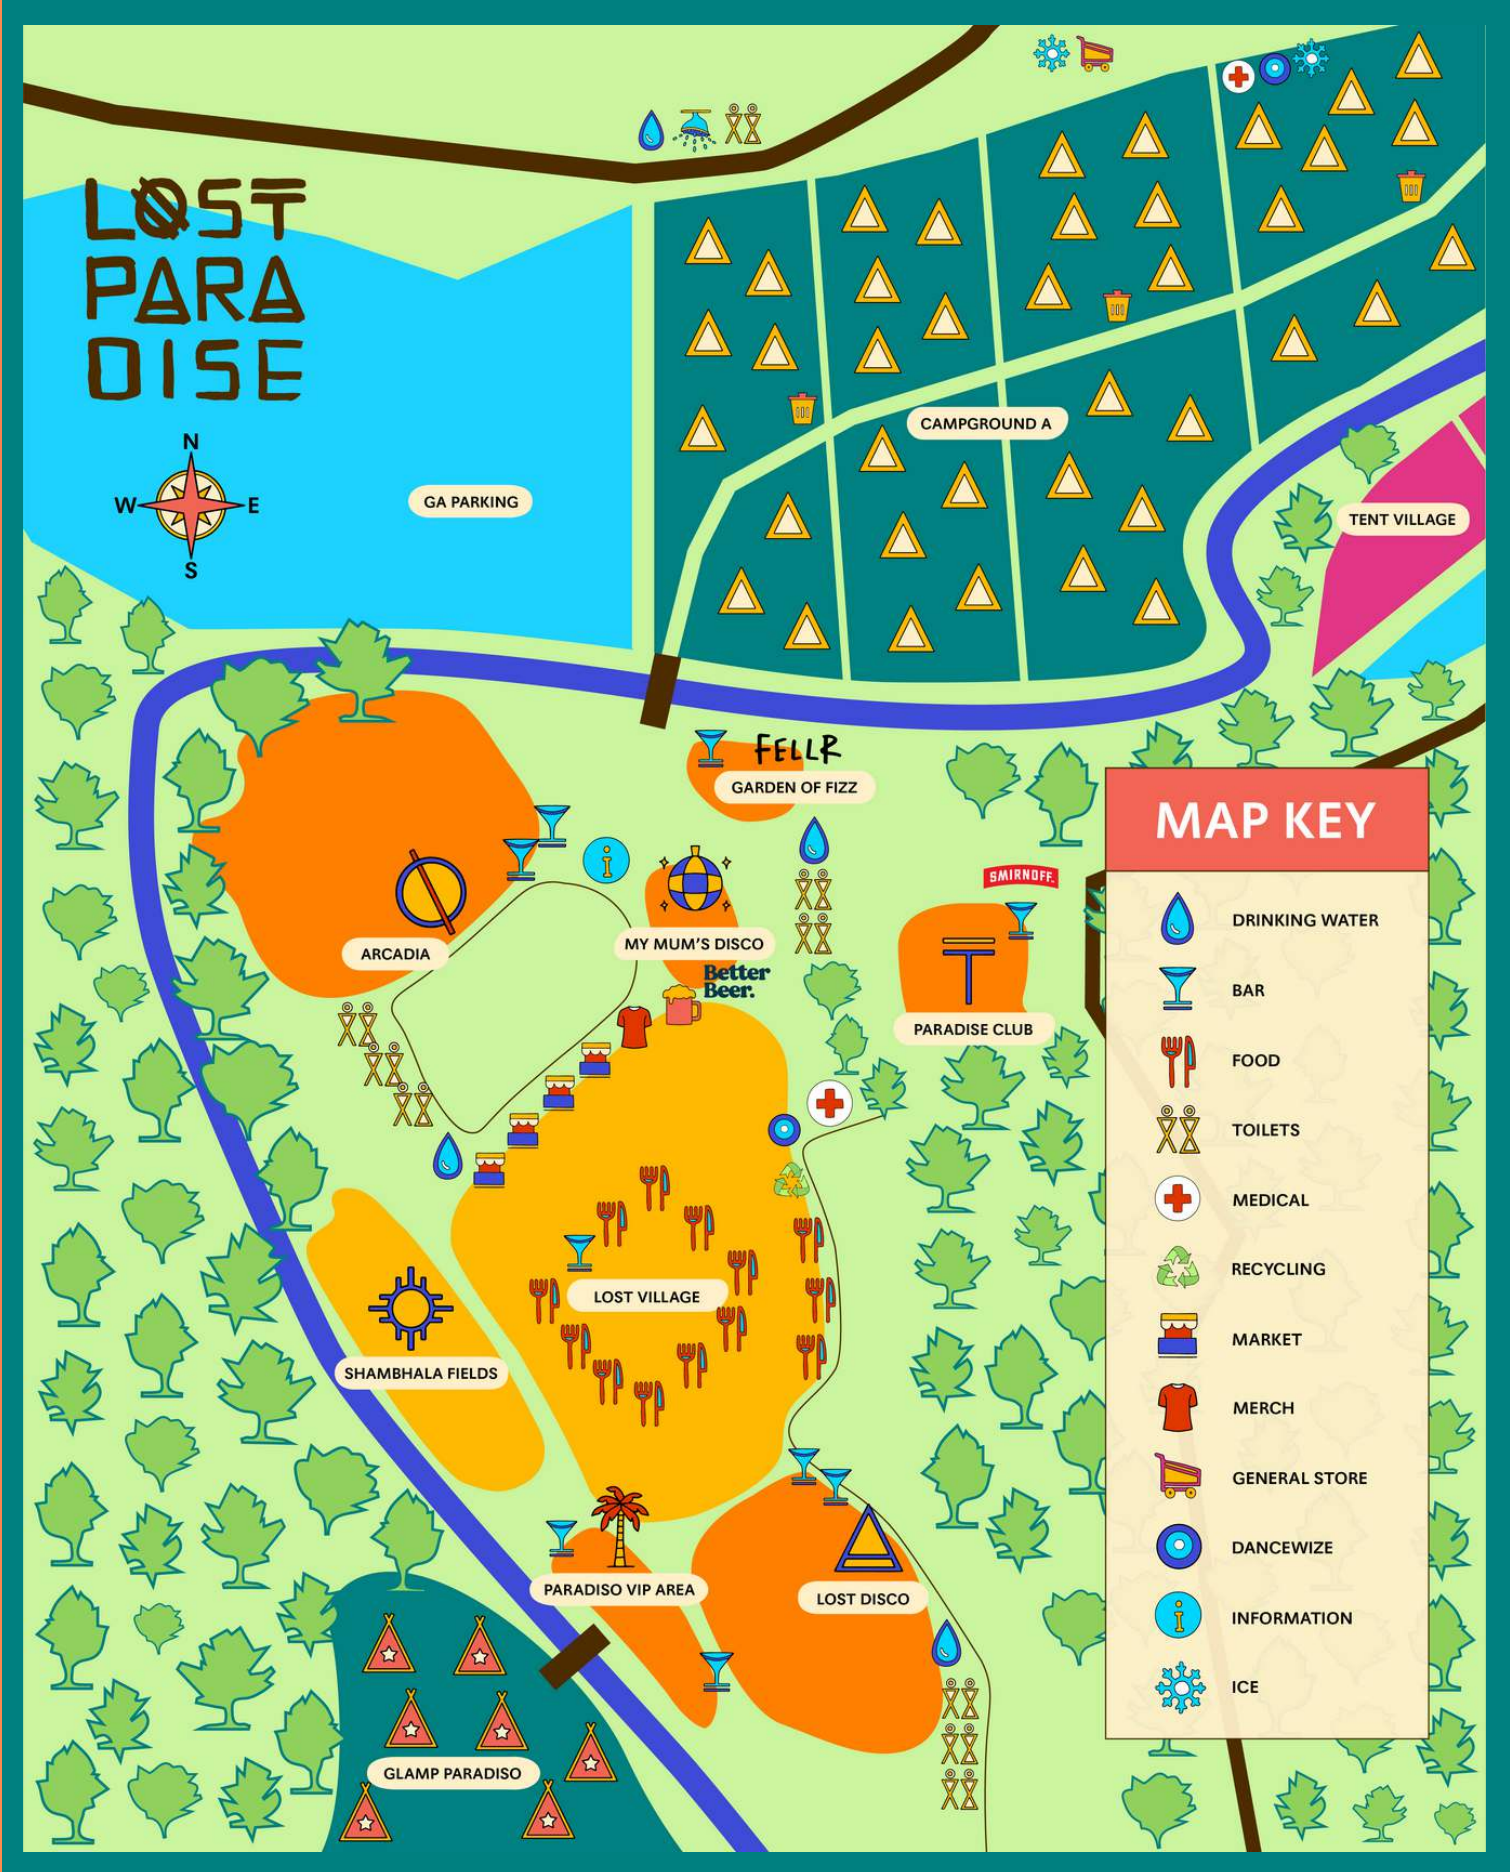 LOST
PARA
DISE
N
W
E
S
GA PARKING
CAMPGROUND A
TENT VILLAGE
FELLR
GARDEN OF FIZZ
SMIRNOFF.
ARCADIA
MY MUM'S DISCO
Better
Beer.
PARADISE CLUB
LOST VILLAGE
SHAMBHALA FIELDS
PARADISO VIP AREA
LOST DISCO
GLAMP PARADISO
MAP KEY
DRINKING WATER
BAR
FOOD
TOILETS
MEDICAL
RECYCLING
MARKET
MERCH
GENERAL STORE
DANCEWIZE
INFORMATION
ICE